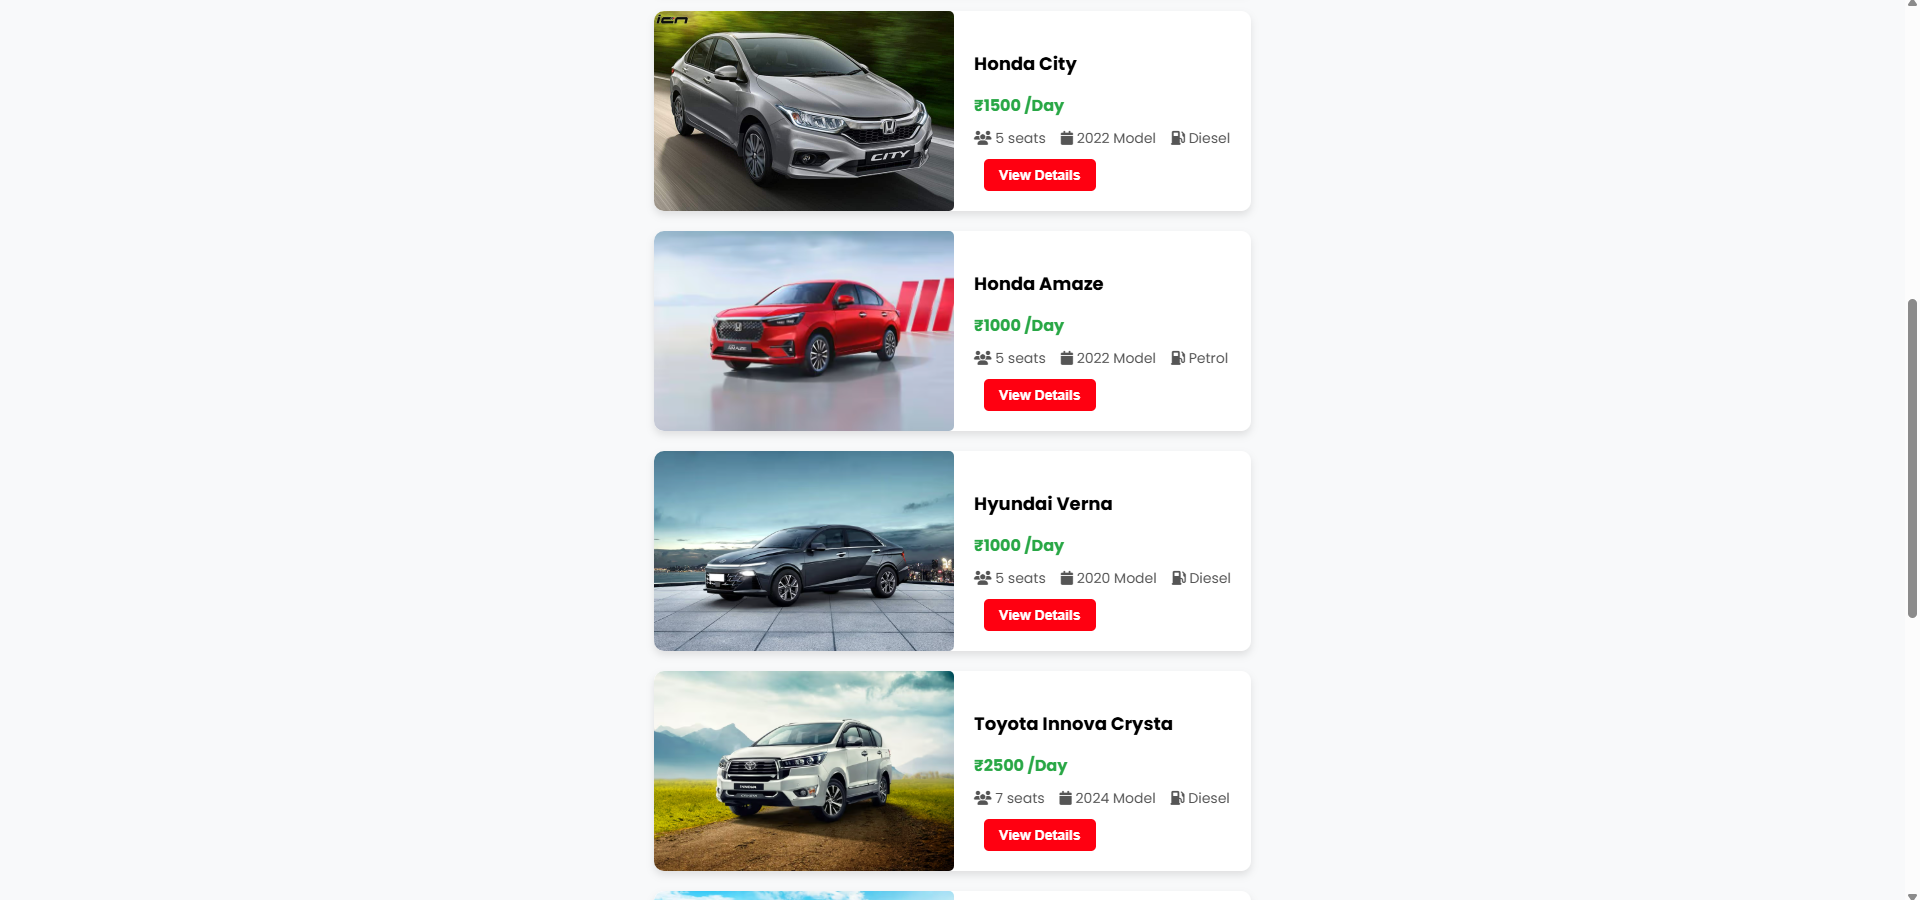 icn
Honda City
₹1500 /Day
5 seats 2022 Model Diesel
View Details
CITY
Honda Amaze
₹1000 /Day
5 seats 2022 Model Petrol
View Details
Hyundai Verna
₹1000 /Day
5 seats 2020 Model Diesel
View Details
Toyota Innova Crysta
₹2500 /Day
7 seats 2024 Model Diesel
View Details